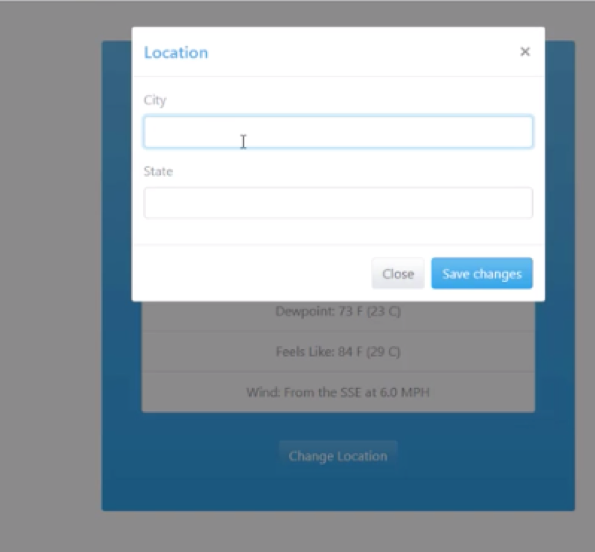 Location ×
City
State
Close Save changes
Dewpoint: 73 F (23 C)
Feels Like: 84 F (29 C)
Wind: From the SSE at 6.0 MPH
Change Location